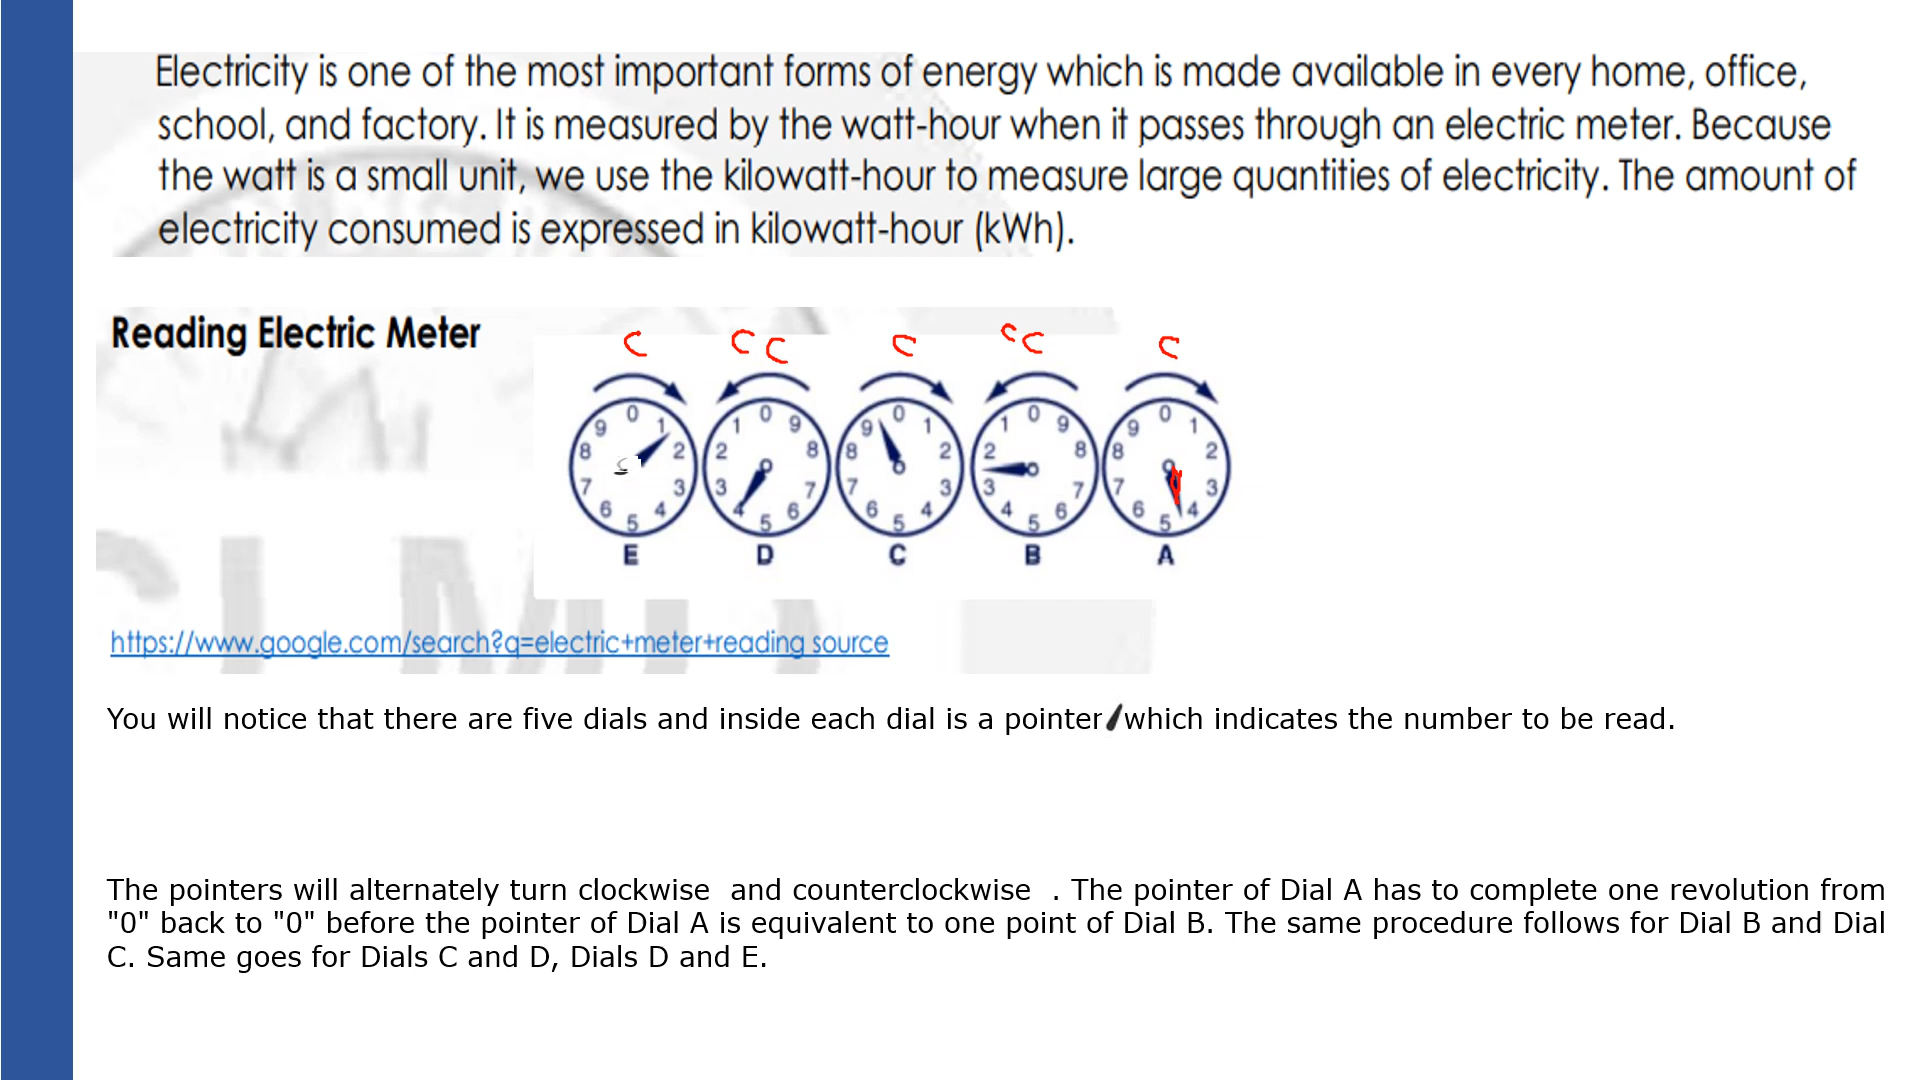 Electricity is one of the most important forms of energy which is made available in every home, office,
school, and factory. It is measured by the watt-hour when it passes through an electric meter. Because
the watt is a small unit, we use the kilowatt-hour to measure large quantities of electricity. The amount of
electricity consumed is expressed in kilowatt-hour (kWh).
Reading Electric Meter
C CC C CC C
0 1 2 3 4 5 6 7 8 9
0 9 8 7 6 5 4 3 2 1
0 1 2 3 4 5 6 7 8 9
0 9 8 7 6 5 4 3 2 1
0 1 2 3 4 5 6 7 8 9
E D C B A
https://www.google.com/search?q=electric+meter+reading source
You will notice that there are five dials and inside each dial is a pointer which indicates the number to be read.
The pointers will alternately turn clockwise and counterclockwise . The pointer of Dial A has to complete one revolution from
"0" back to "0" before the pointer of Dial A is equivalent to one point of Dial B. The same procedure follows for Dial B and Dial
C. Same goes for Dials C and D, Dials D and E.